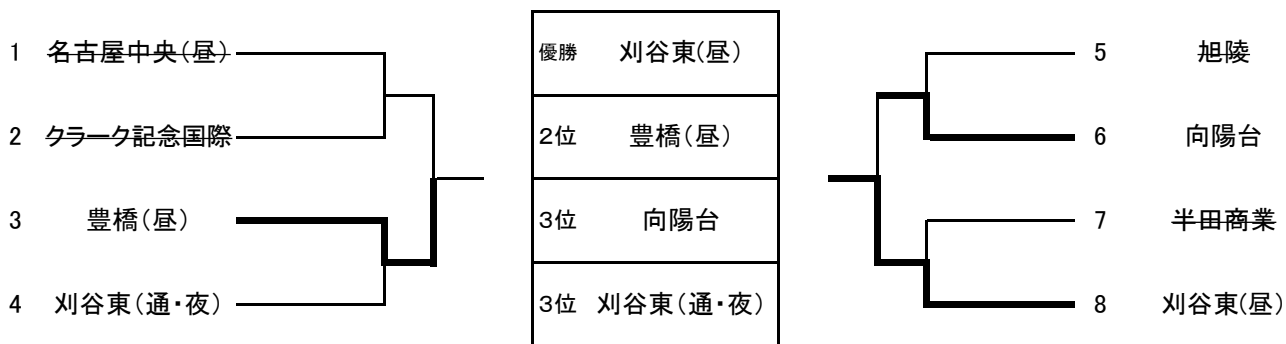 1 名古屋中央(昼)
2 クラーク記念国際
3 豊橋(昼)
4 刈谷東(通・夜)
優勝 刈谷東(昼)
2位 豊橋(昼)
3位 向陽台
3位 刈谷東(通・夜)
5 旭陵
6 向陽台
7 半田商業
8 刈谷東(昼)